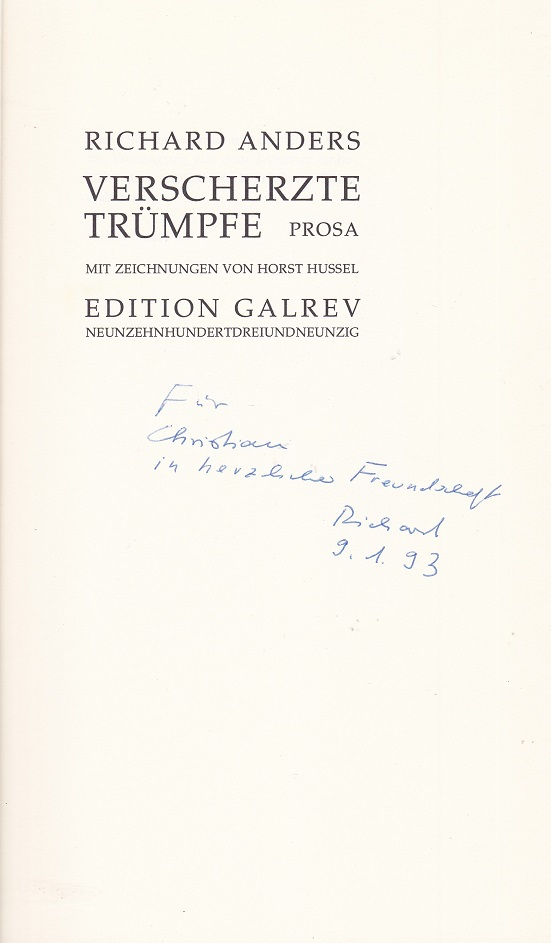 RICHARD ANDERS
VERSCHERZTE
TRÜMPFE PROSA
MIT ZEICHNUNGEN VON HORST HUSSEL
EDITION GALREV
NEUNZEHNHUNDERTDREIUNDNEUNZIG
Für
Christian
in herzlicher Freundschaft
Richard
9. 1. 93